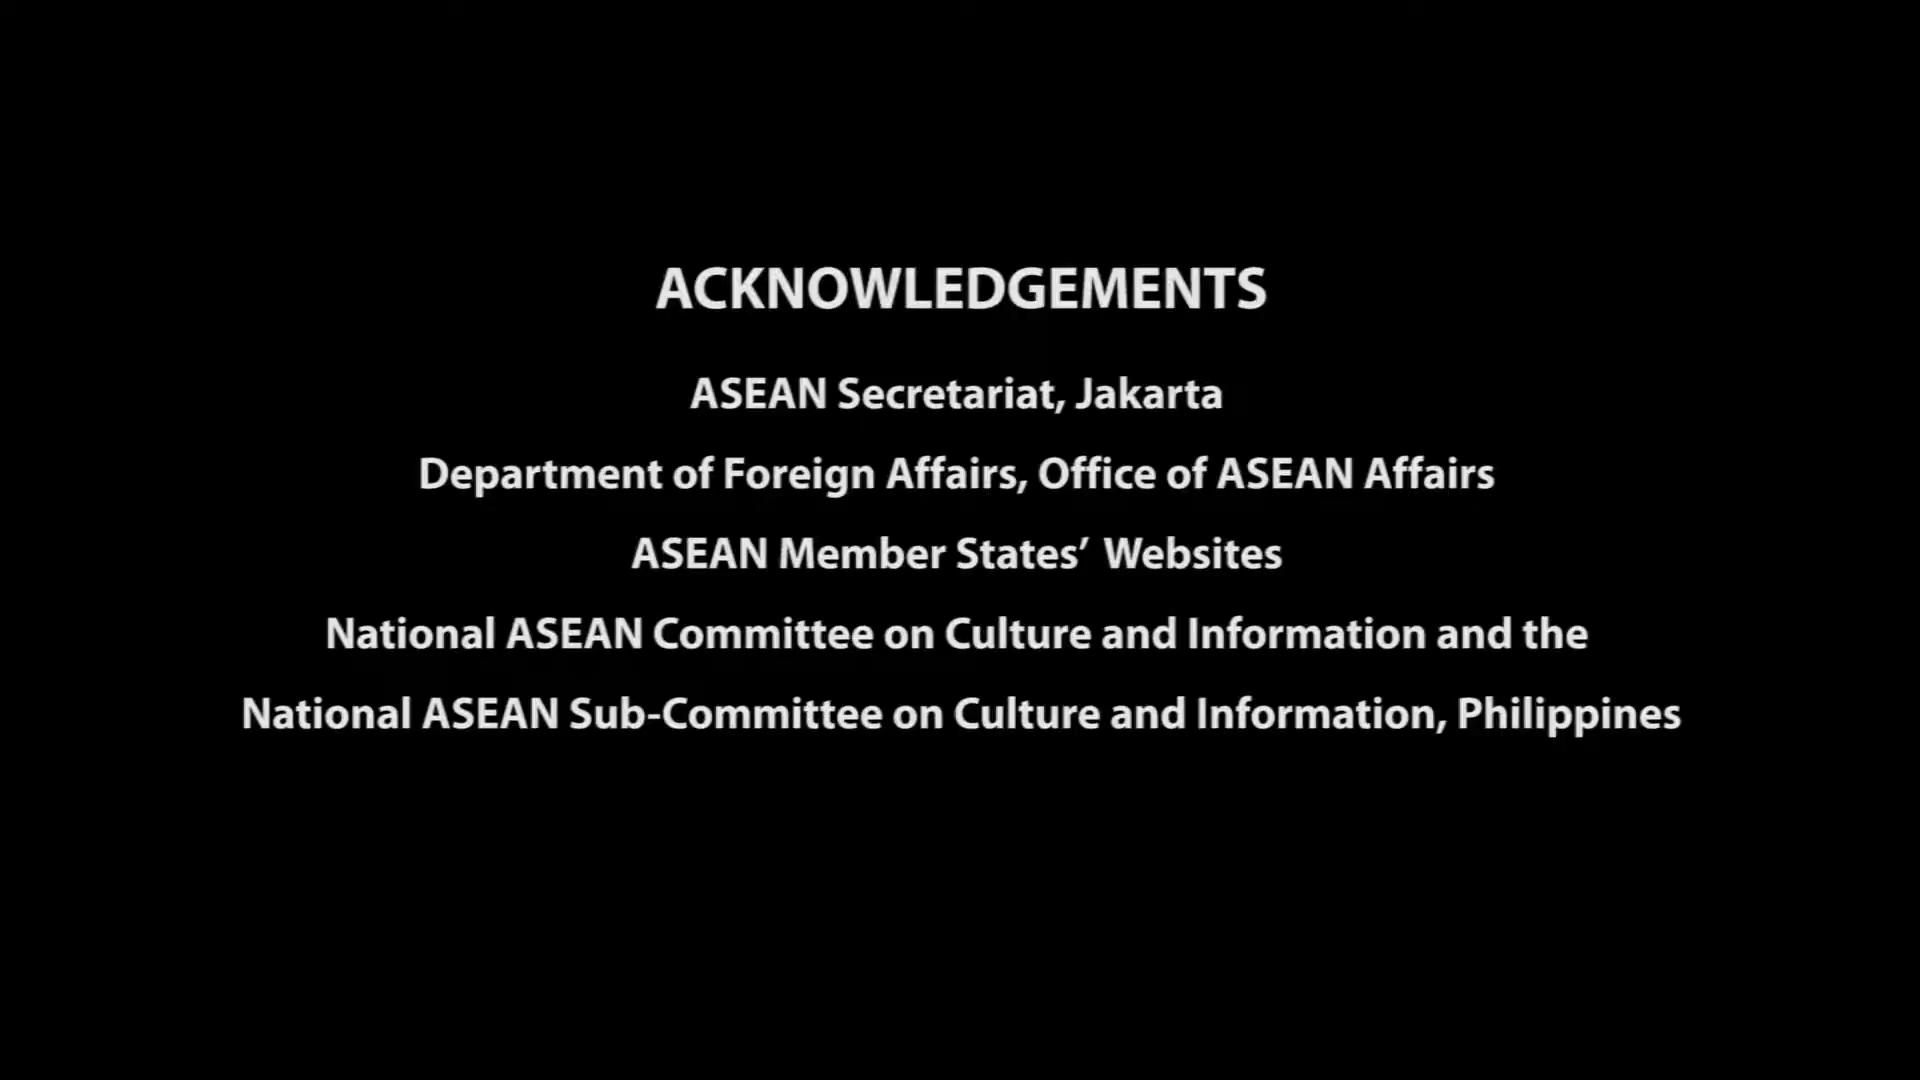 ACKNOWLEDGEMENTS
ASEAN Secretariat, Jakarta
Department of Foreign Affairs, Office of ASEAN Affairs
ASEAN Member States’ Websites
National ASEAN Committee on Culture and Information and the
National ASEAN Sub-Committee on Culture and Information, Philippines